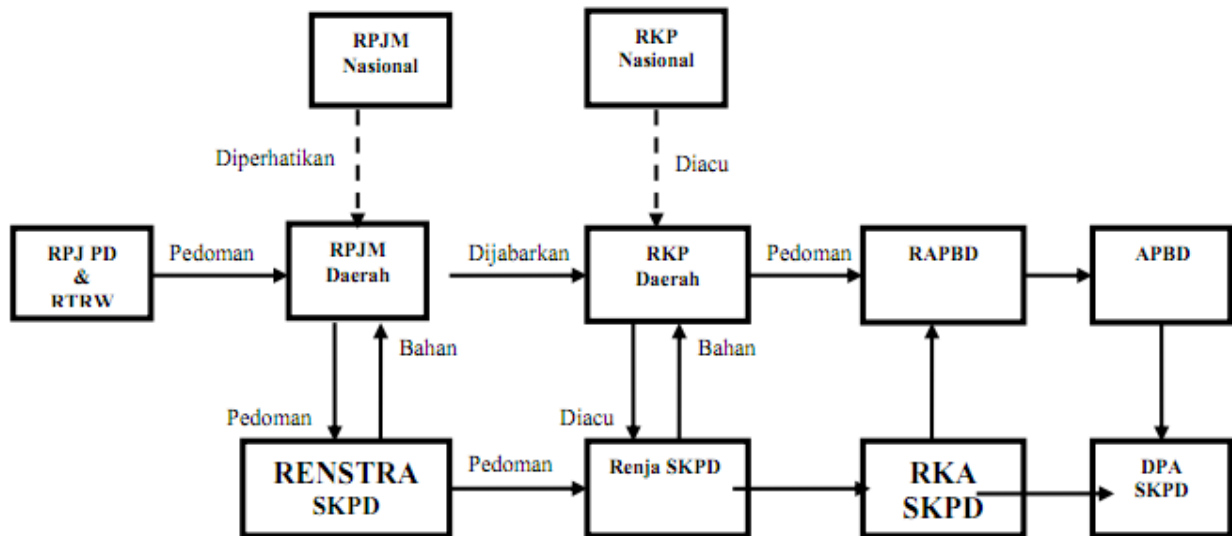 RPJM
Nasional
RKP
Nasional
Diperhatikan
Diacu
RPJ PD
&
RTRW
Pedoman
RPJM
Daerah
Dijabarkan
RKP
Daerah
Pedoman
RAPBD
APBD
Bahan
Bahan
Pedoman
Diacu
RENSTRA
SKPD
Pedoman
Renja SKPD
RKA
SKPD
DPA
SKPD